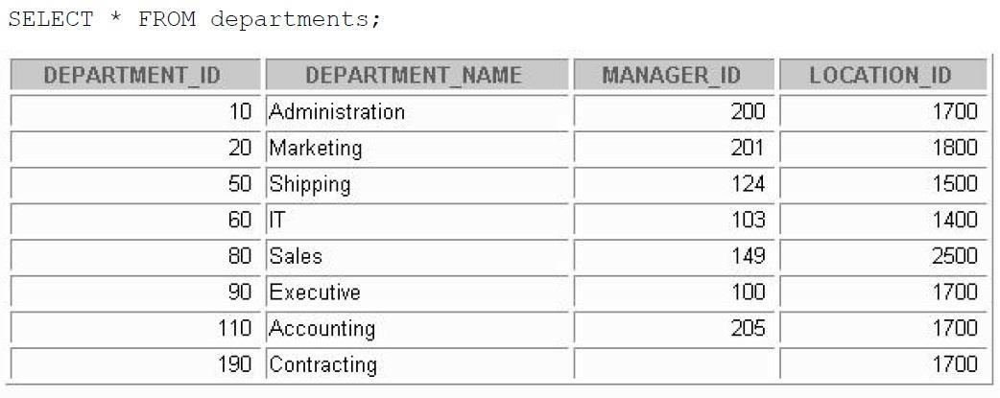 SELECT * FROM departments;
DEPARTMENT_ID DEPARTMENT_NAME MANAGER_ID LOCATION_ID
10 Administration 200 1700
20 Marketing 201 1800
50 Shipping 124 1500
60 IT 103 1400
80 Sales 149 2500
90 Executive 100 1700
110 Accounting 205 1700
190 Contracting 1700